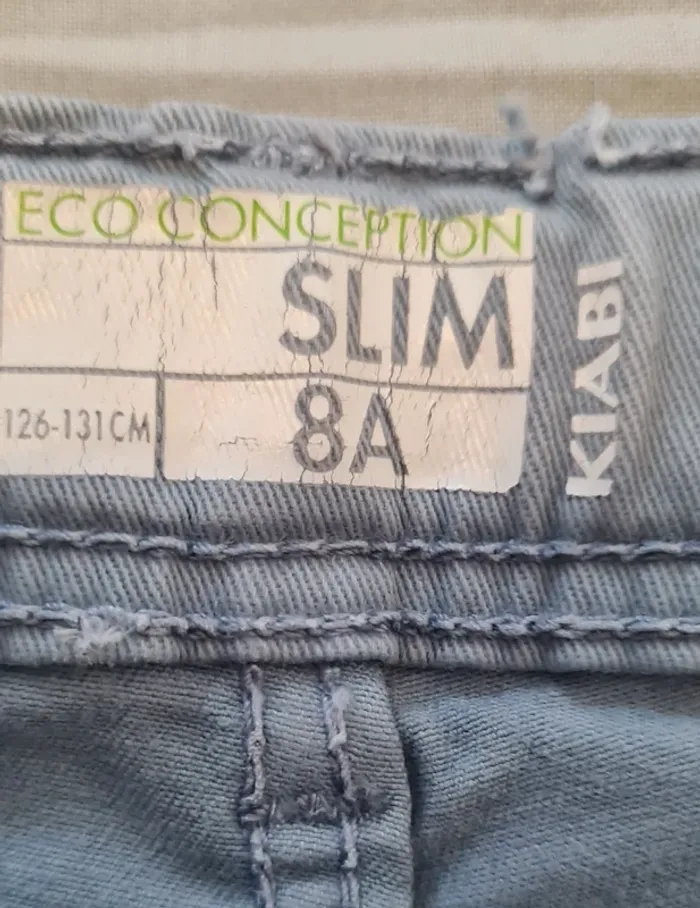 ECO CONCEPTION
SLIM
126-131CM
8A
KIABI